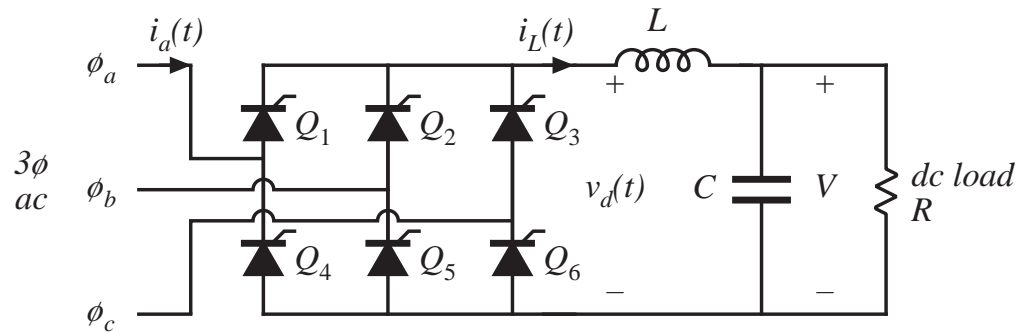 i_a(t)
i_L(t)
L
ϕ_a
+
+
Q_1
Q_2
Q_3
3ϕ
ac
ϕ_b
v_d(t)
C
V
dc load
R
Q_4
Q_5
Q_6
–
–
ϕ_c